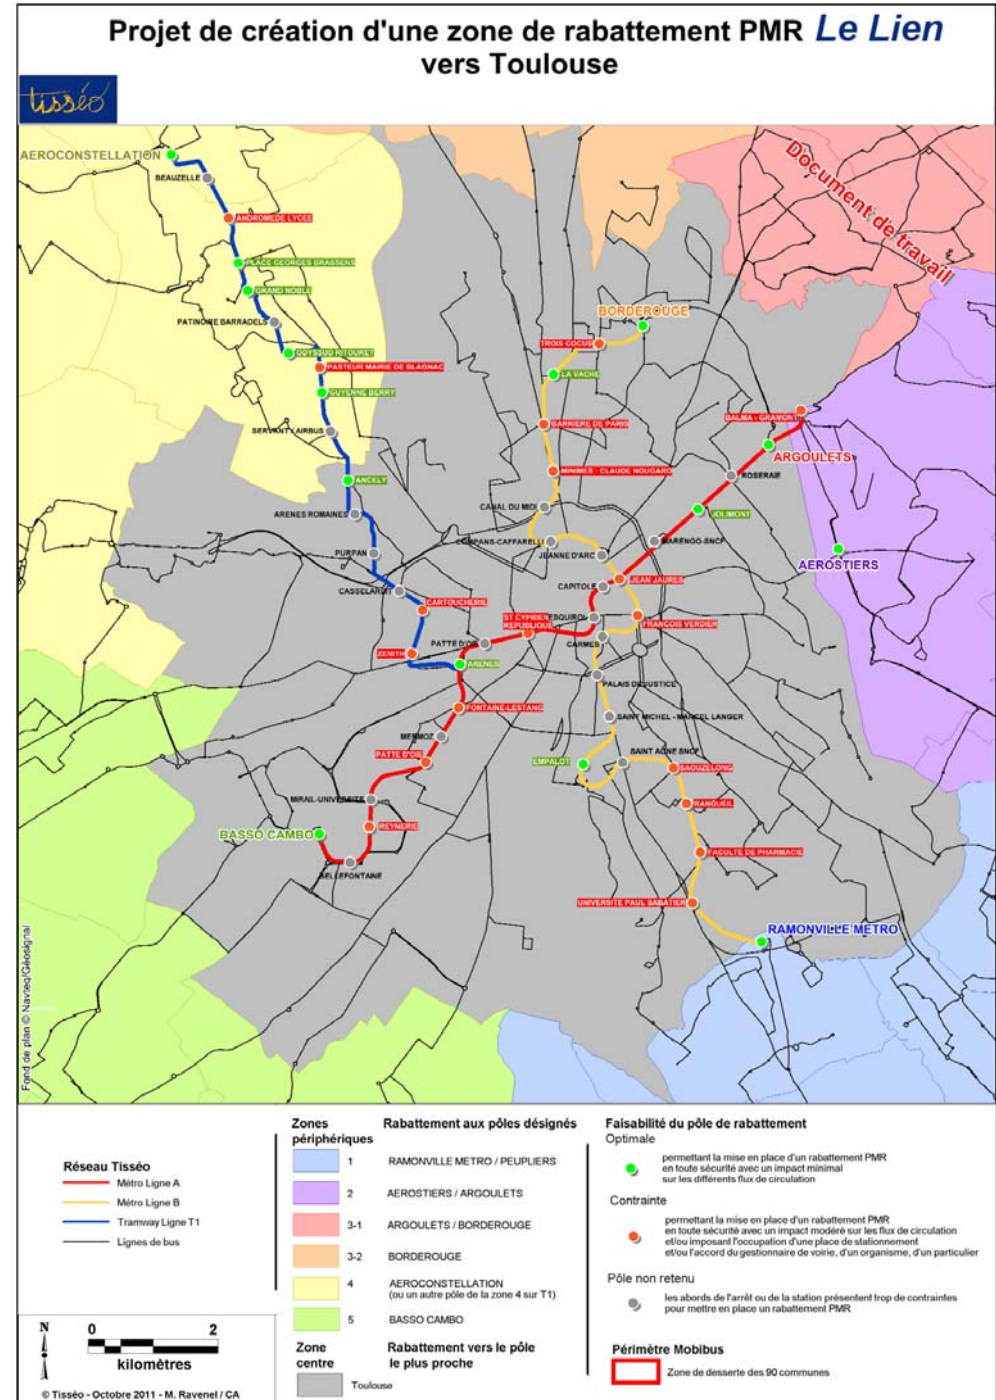 Projet de création d'une zone de rabattement PMR Le Lien
vers Toulouse
tisséo
Document de travail
AEROCONSTELLATION
BEAUZELLE
ANDROMEDE LYCEE
PLACE GEORGES BRASSENS
GRAND NOBLE
PATINOIRE BARRADELS
ODYSSUD RITOURET
PASTEUR MAIRIE DE BLAGNAC
GUYENNE BERRY
SERVANTY AIRBUS
ANCELY
ARENES ROMAINES
PURPAN
CASSELARDIT
CARTOUCHERIE
ZENITH
ARENES
BORDEROUGE
TROIS COCUS
LA VACHE
BARRIERE DE PARIS
MINIMES - CLAUDE NOUGARO
CANAL DU MIDI
COMPANS-CAFFARELLI
JEANNE D'ARC
BALMA - GRAMONT
ARGOULETS
ROSERAIE
JOLIMONT
MARENGO-SNCF
AEROSTIERS
JEAN JAURES
CAPITOLE
ESQUIROL
ST CYPRIEN
REPUBLIQUE
FRANÇOIS VERDIER
CARMES
PATTE D'OIE
PALAIS DE JUSTICE
FONTAINE-LESTANG
SAINT MICHEL - MARCEL LANGER
MERMOZ
PATTE D'OIE
EMPALOT
SAINT AGNE SNCF
SAOUZELONG
MIRAIL-UNIVERSITE
RANGUEIL
REYNERIE
BASSO CAMBO
FACULTE DE PHARMACIE
BELLEFONTAINE
UNIVERSITE PAUL SABATIER
RAMONVILLE METRO
Fond de plan © Navteq/Géosignal
Réseau Tisséo
Métro Ligne A
Métro Ligne B
Tramway Ligne T1
Lignes de bus
N
0 2
kilomètres
© Tisséo - Octobre 2011 - M. Ravenel / CA
Zones
périphériques
Rabattement aux pôles désignés
1 RAMONVILLE METRO / PEUPLIERS
2 AEROSTIERS / ARGOULETS
3-1 ARGOULETS / BORDEROUGE
3-2 BORDEROUGE
4 AEROCONSTELLATION
(ou un autre pôle de la zone 4 sur T1)
5 BASSO CAMBO
Zone
centre
Rabattement vers le pôle
le plus proche
Toulouse
Faisabilité du pôle de rabattement
Optimale
permettant la mise en place d'un rabattement PMR
en toute sécurité avec un impact minimal
sur les différents flux de circulation
Contrainte
permettant la mise en place d'un rabattement PMR
en toute sécurité avec un impact modéré sur les flux de circulation
et/ou imposant l'occupation d'une place de stationnement
et/ou l'accord du gestionnaire de voirie, d'un organisme, d'un particulier
Pôle non retenu
les abords de l'arrêt ou de la station présentent trop de contraintes
pour mettre en place un rabattement PMR
Périmètre Mobibus
Zone de desserte des 90 communes